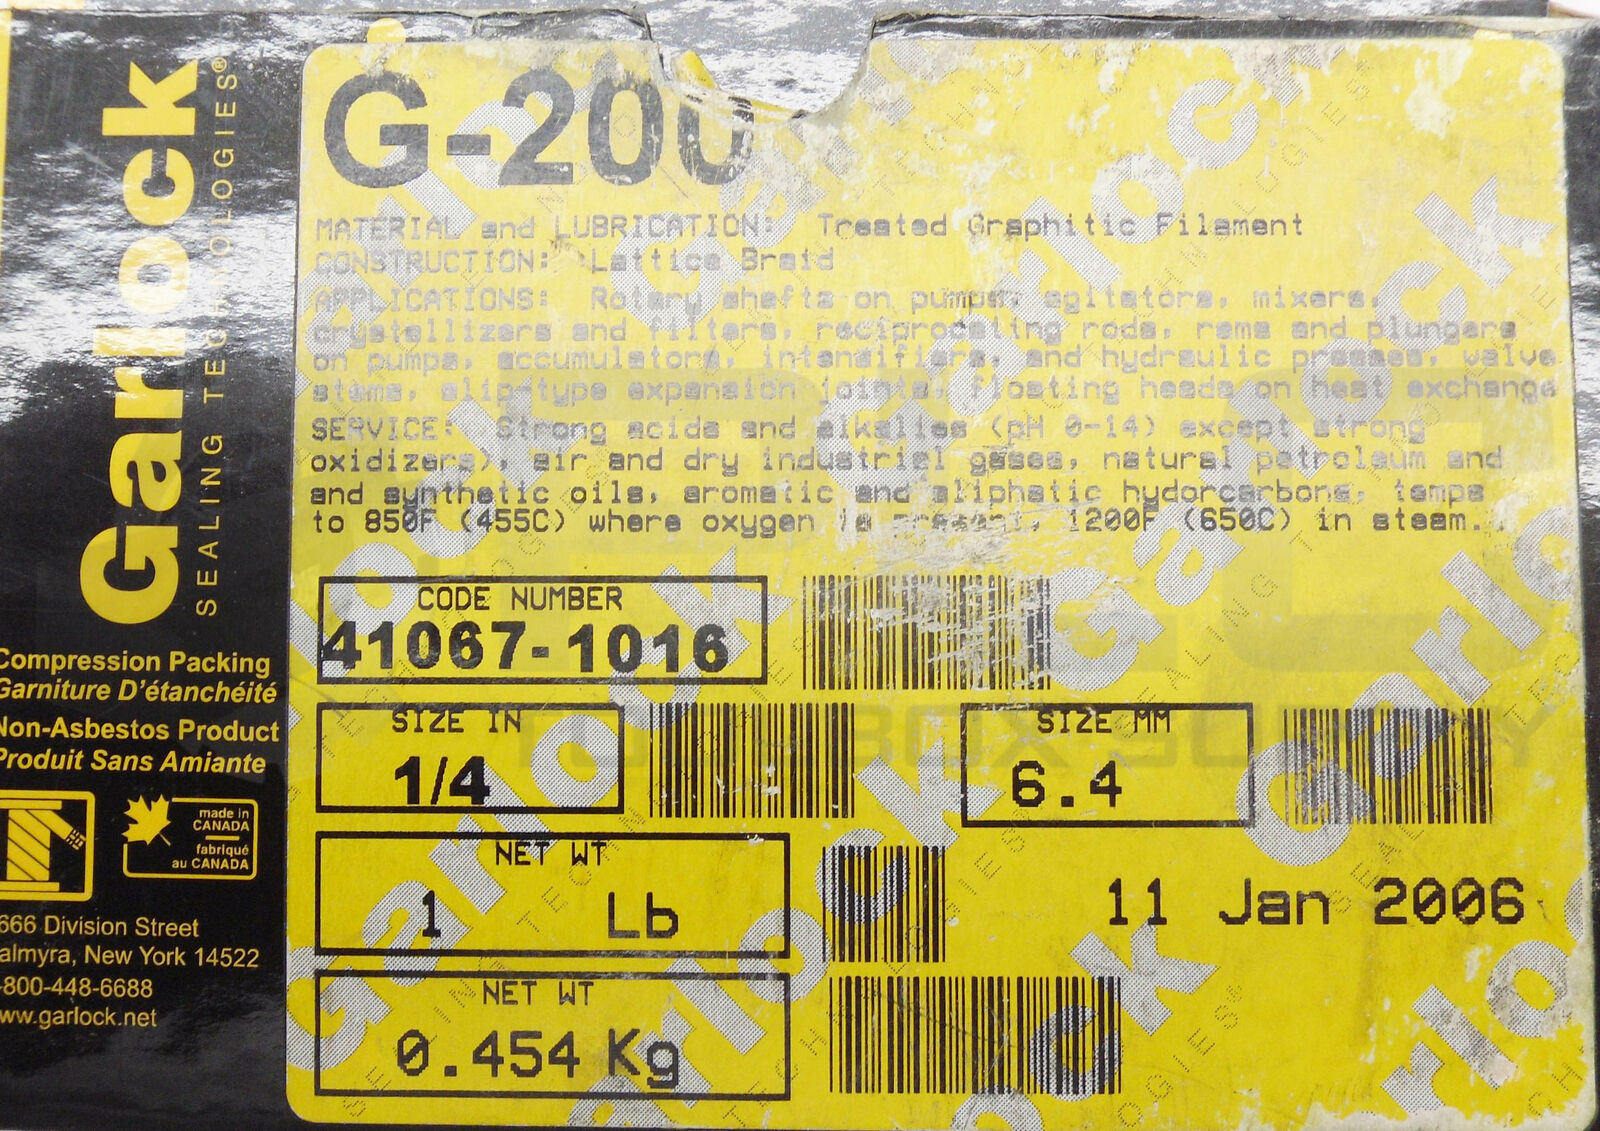 Garlock
SEALING TECHNOLOGIES®
Compression Packing
Garniture D'étanchéité
Non-Asbestos Product
Produit Sans Amiante
made in
CANADA
fabriqué
au CANADA
666 Division Street
almyra, New York 14522
-800-448-6688
ww.garlock.net
G-200
MATERIAL and LUBRICATION: Treated Graphitic Filament
CONSTRUCTION: Lattice Braid
APPLICATIONS: Rotary shafts on pumps, agitators, mixers,
crystallizers and filters, reciprocating rods, rams and plungers
on pumps, accumulators, intensifiers, and hydraulic presses, valve
stems, slip-type expansion joints, floating heads on heat exchange
SERVICE: Strong acids and alkalies (pH 0-14) except strong
oxidizers), air and dry industrial gases, natural petroleum and
and synthetic oils, aromatic and aliphatic hydorcarbons, temps
to 850F (455C) where oxygen is present, 1200F (650C) in steam..
CODE NUMBER
41067-1016
SIZE IN
1/4
SIZE MM
6.4
NET WT
1 Lb
11 Jan 2006
NET WT
0.454 Kg